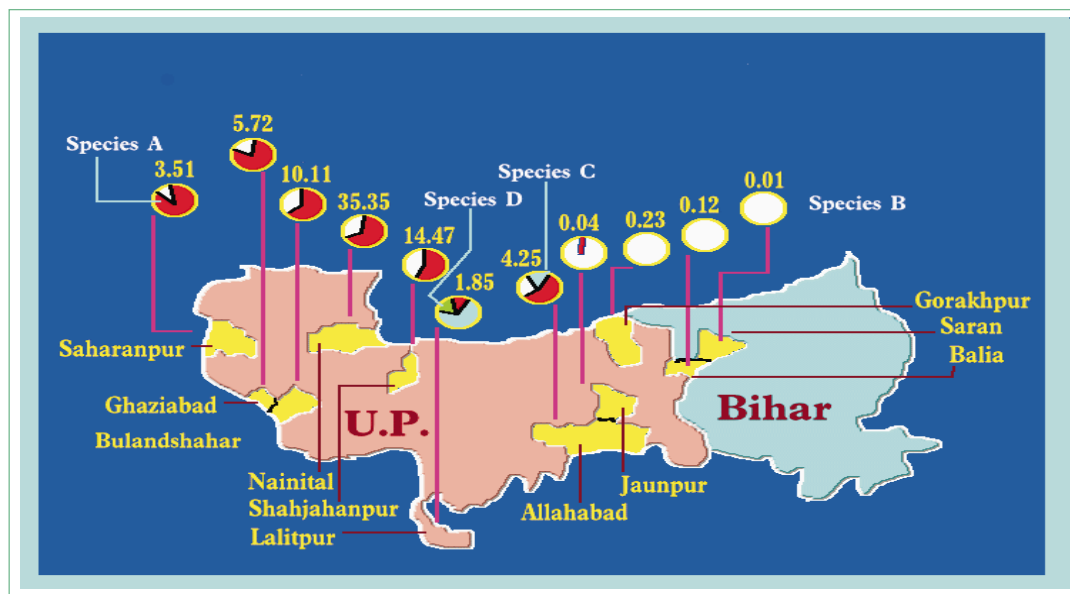 5.72
Species A
3.51
10.11
Species C
0.01
35.35
Species D
0.12
Species B
0.04
0.23
14.47
4.25
1.85
Gorakhpur
Saran
Saharanpur
Balia
Ghaziabad
Bihar
U.P.
Bulandshahar
Nainital
Jaunpur
Shahjahanpur
Allahabad
Lalitpur